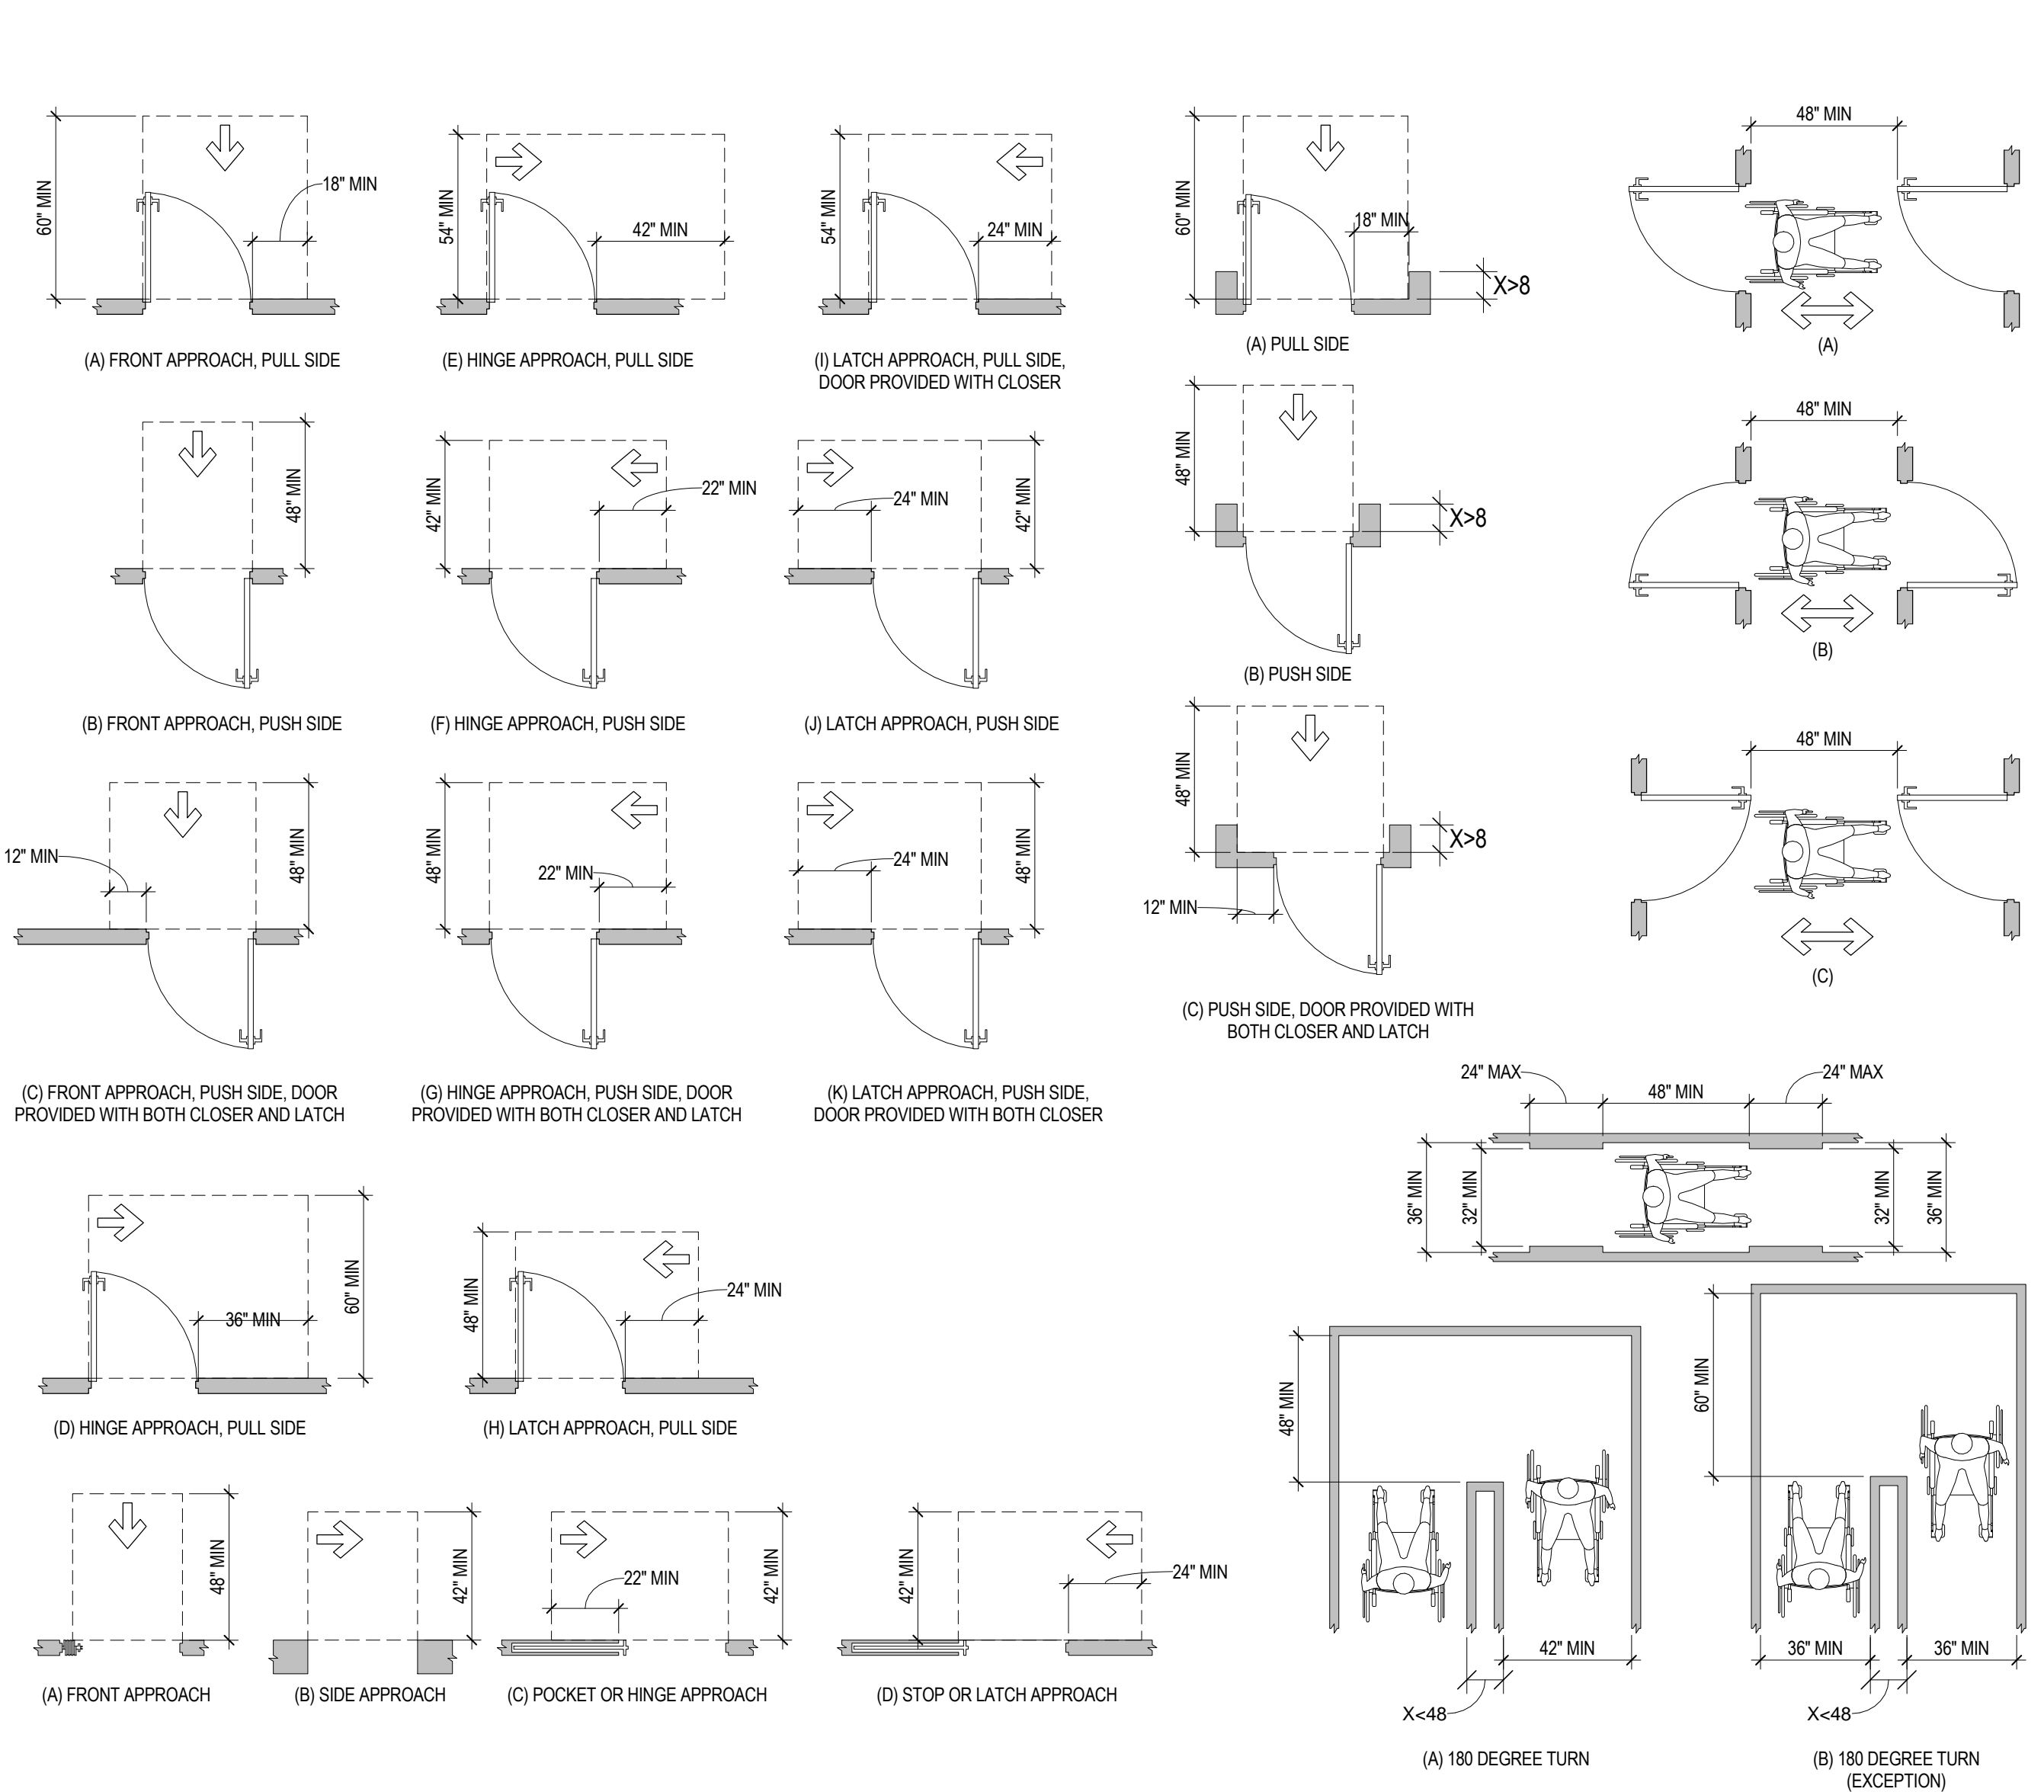 60" MIN
18" MIN
(A) FRONT APPROACH, PULL SIDE
54" MIN
42" MIN
(E) HINGE APPROACH, PULL SIDE
54" MIN
24" MIN
(I) LATCH APPROACH, PULL SIDE,
DOOR PROVIDED WITH CLOSER
60" MIN
18" MIN
X>8
(A) PULL SIDE
48" MIN
(A)
48" MIN
(B) FRONT APPROACH, PUSH SIDE
42" MIN
22" MIN
(F) HINGE APPROACH, PUSH SIDE
24" MIN
42" MIN
(J) LATCH APPROACH, PUSH SIDE
48" MIN
X>8
(B) PUSH SIDE
48" MIN
(B)
12" MIN
48" MIN
(C) FRONT APPROACH, PUSH SIDE, DOOR
PROVIDED WITH BOTH CLOSER AND LATCH
48" MIN
22" MIN
(G) HINGE APPROACH, PUSH SIDE, DOOR
PROVIDED WITH BOTH CLOSER AND LATCH
24" MIN
48" MIN
(K) LATCH APPROACH, PUSH SIDE,
DOOR PROVIDED WITH BOTH CLOSER
48" MIN
X>8
12" MIN
(C) PUSH SIDE, DOOR PROVIDED WITH
BOTH CLOSER AND LATCH
48" MIN
(C)
36" MIN
60" MIN
(D) HINGE APPROACH, PULL SIDE
48" MIN
24" MIN
(H) LATCH APPROACH, PULL SIDE
24" MAX
48" MIN
24" MAX
36" MIN
32" MIN
32" MIN
36" MIN
48" MIN
(A) FRONT APPROACH
42" MIN
(B) SIDE APPROACH
22" MIN
42" MIN
(C) POCKET OR HINGE APPROACH
42" MIN
24" MIN
(D) STOP OR LATCH APPROACH
48" MIN
42" MIN
X<48
(A) 180 DEGREE TURN
60" MIN
36" MIN
36" MIN
X<48
(B) 180 DEGREE TURN
(EXCEPTION)